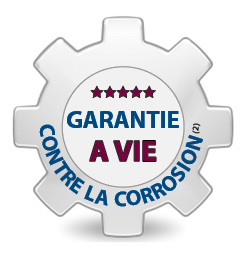 GARANTIE
A VIE
CONTRE LA CORROSION (2)